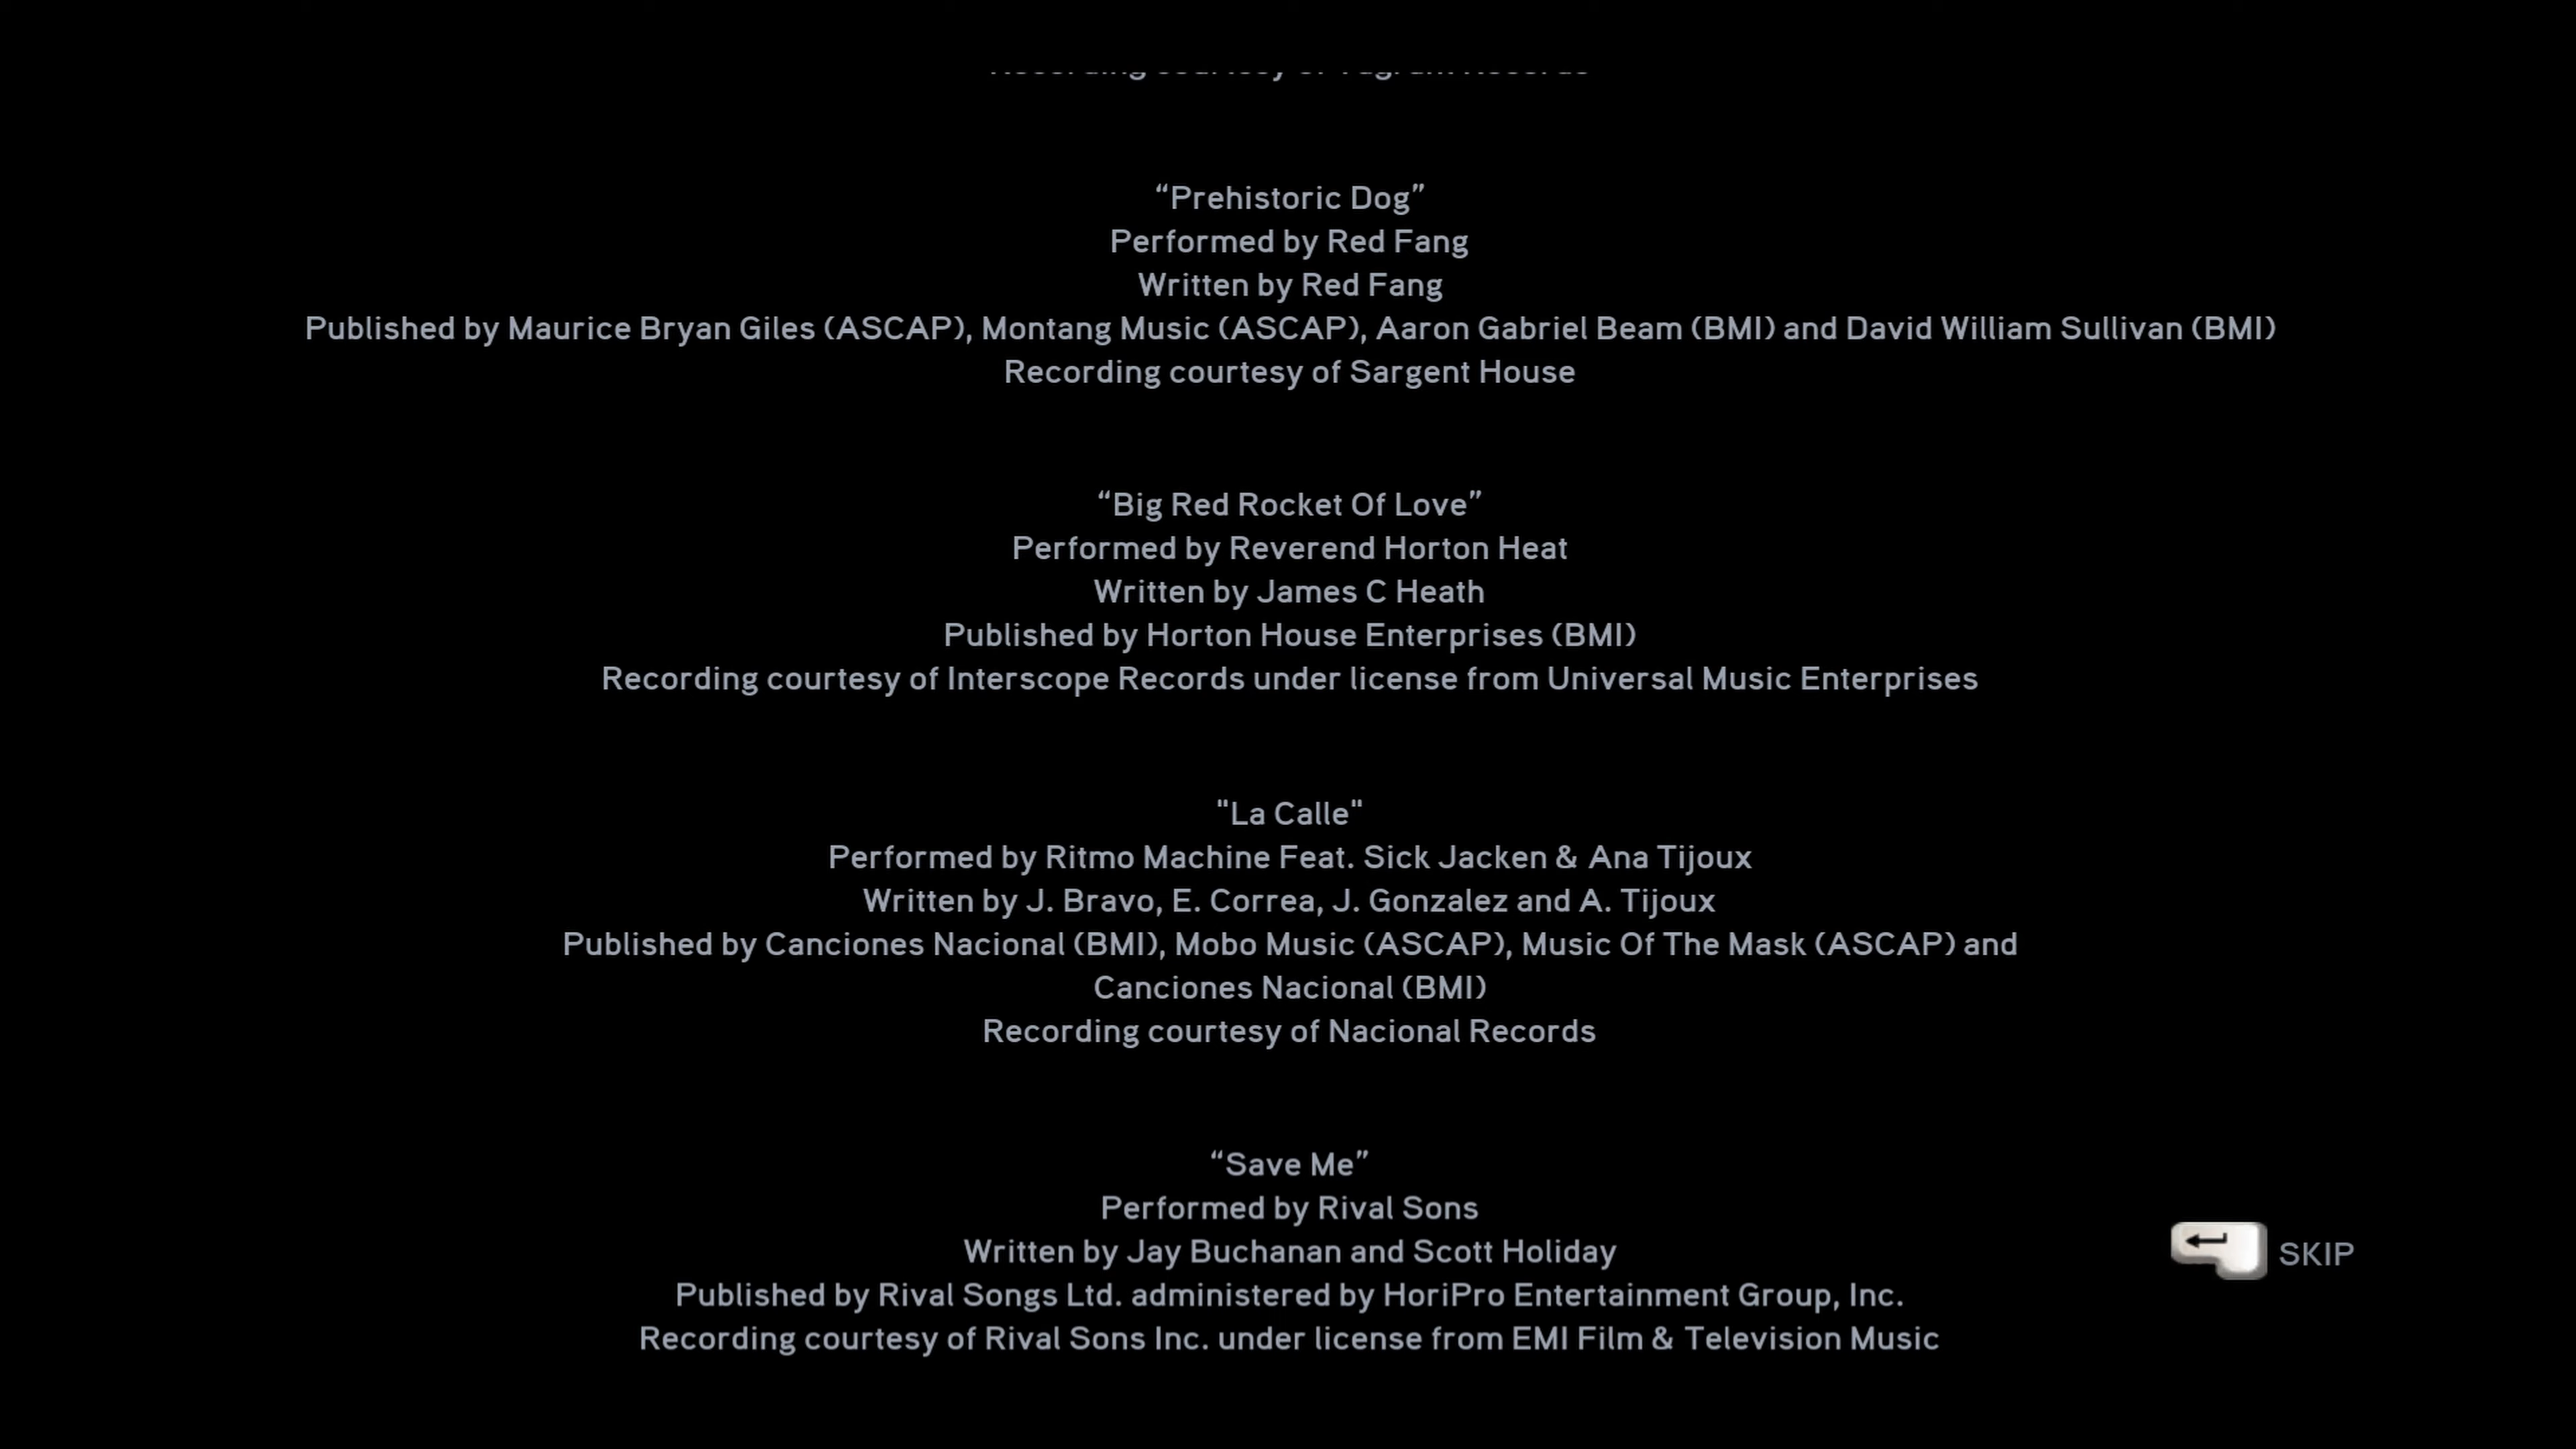 Recording courtesy of Records
“Prehistoric Dog”
Performed by Red Fang
Written by Red Fang
Published by Maurice Bryan Giles (ASCAP), Montang Music (ASCAP), Aaron Gabriel Beam (BMI) and David William Sullivan (BMI)
Recording courtesy of Sargent House
“Big Red Rocket Of Love”
Performed by Reverend Horton Heat
Written by James C Heath
Published by Horton House Enterprises (BMI)
Recording courtesy of Interscope Records under license from Universal Music Enterprises
"La Calle"
Performed by Ritmo Machine Feat. Sick Jacken & Ana Tijoux
Written by J. Bravo, E. Correa, J. Gonzalez and A. Tijoux
Published by Canciones Nacional (BMI), Mobo Music (ASCAP), Music Of The Mask (ASCAP) and
Canciones Nacional (BMI)
Recording courtesy of Nacional Records
“Save Me”
Performed by Rival Sons
Written by Jay Buchanan and Scott Holiday
SKIP
Published by Rival Songs Ltd. administered by HoriPro Entertainment Group, Inc.
Recording courtesy of Rival Sons Inc. under license from EMI Film & Television Music